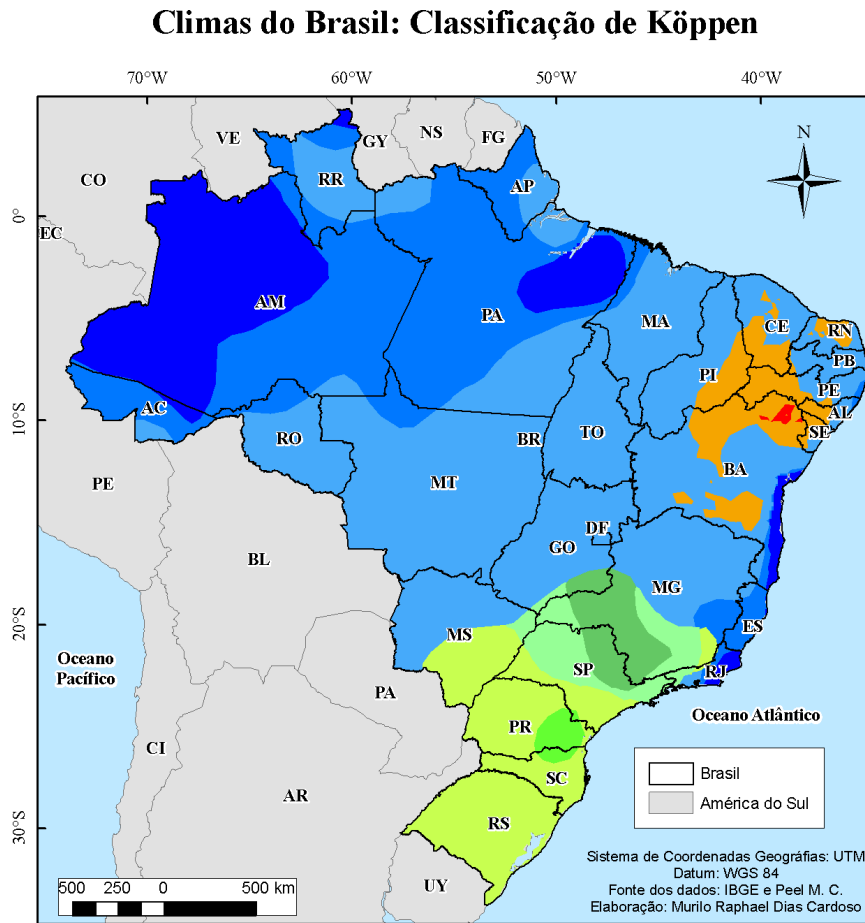 Climas do Brasil: Classificação de Köppen
70°W 60°W 50°W 40°W
N
VE
GY
NS
FG
CO
RR
AP
0°
EC
AM
PA
MA
CE
RN
PB
PI
PE
AC
AL
10°S
SE
RO
BR
TO
BA
PE
MT
DF
BL
GO
MG
20°S
MS
ES
Oceano
Pacífico
SP
RJ
PA
Oceano Atlântico
PR
CI
SC
Brasil
AR
América do Sul
RS
30°S
Sistema de Coordenadas Geográfias: UTM
Datum: WGS 84
Fonte dos dados: IBGE e Peel M. C.
Elaboração: Murilo Raphael Dias Cardoso
UY
500 250 0 500 km